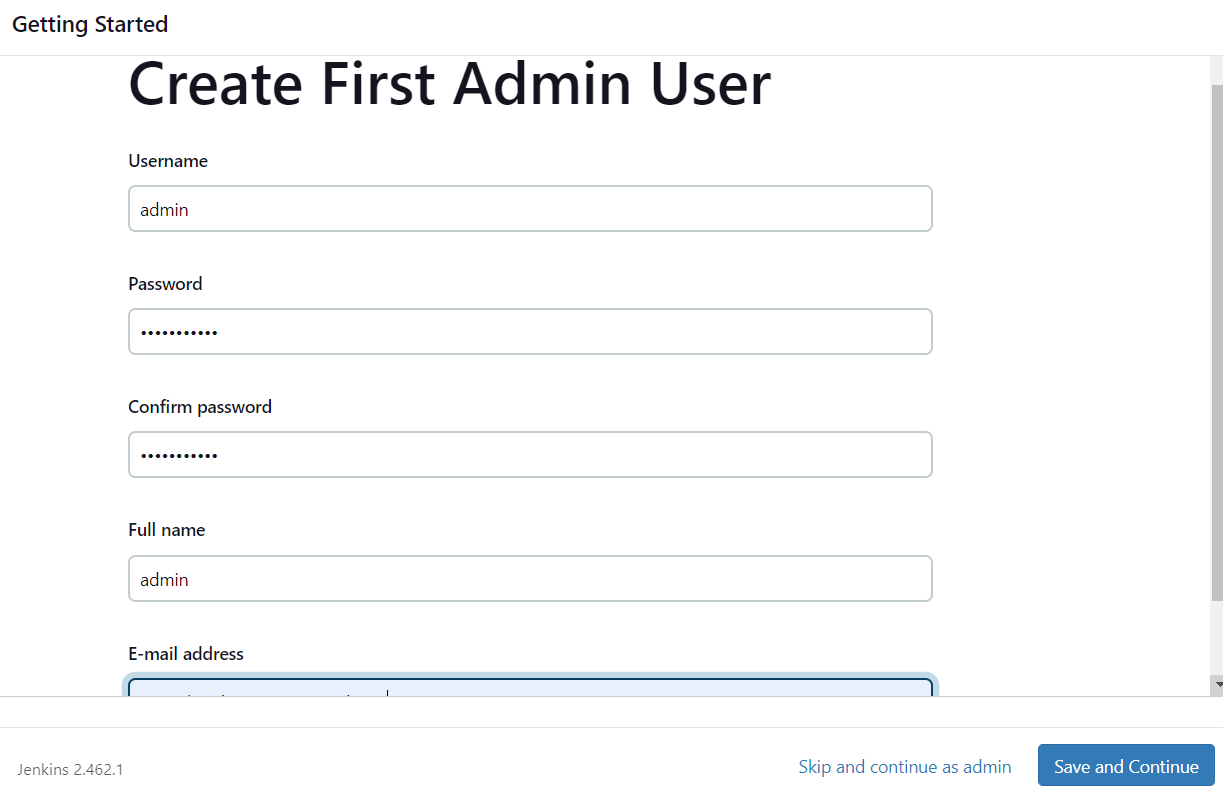 Getting Started
Create First Admin User
Username
admin
Password
•••••••••••
Confirm password
•••••••••••
Full name
admin
E-mail address
Jenkins 2.462.1
Skip and continue as admin
Save and Continue